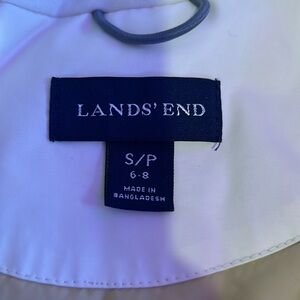 LANDS' END
S/P
6-8
MADE IN
BANGLADESH